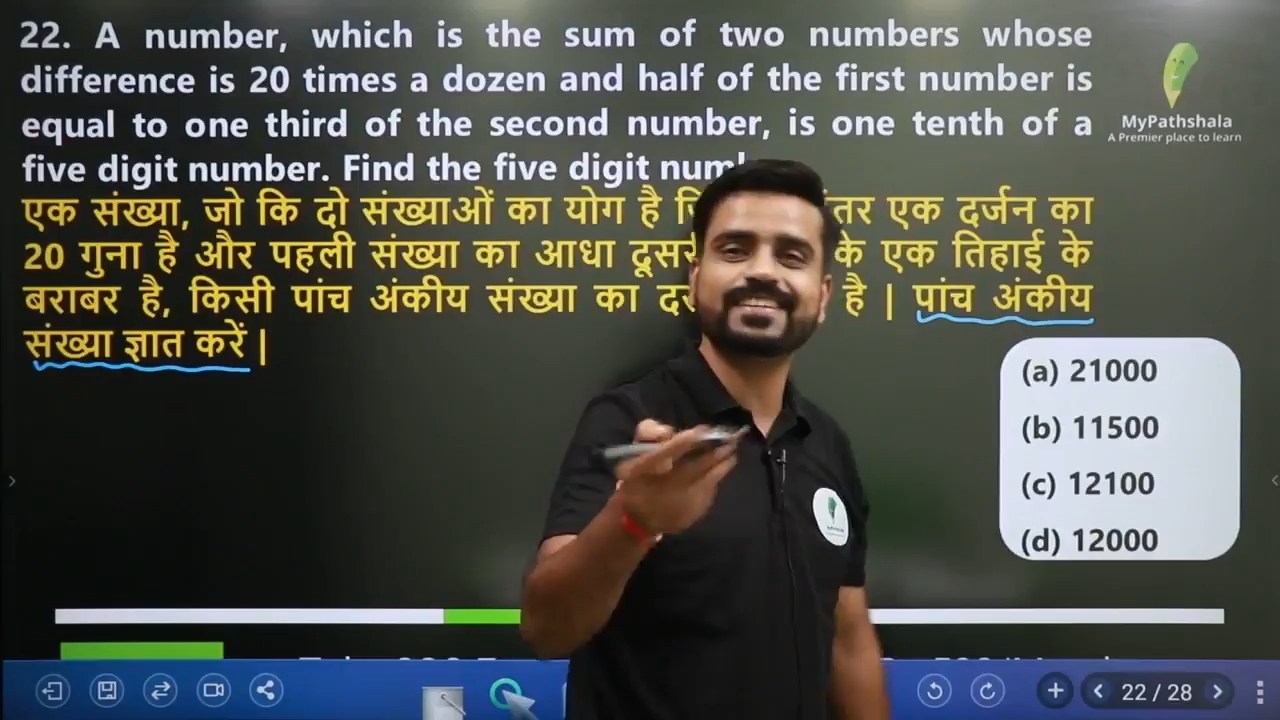 22. A number, which is the sum of two numbers whose
difference is 20 times a dozen and half of the first number is
equal to one third of the second number, is one tenth of a
five digit number. Find the five digit
एक संख्या, जो कि दो संख्याओं का योग है एक दर्जन का
20 गुना है और पहली संख्या का आधा के एक तिहाई के
बराबर है, किसी पांच अंकीय संख्या का है | पांच अंकीय
संख्या ज्ञात करें |
MyPathshala
A Premier place to learn
(a) 21000
(b) 11500
(c) 12100
(d) 12000
22 / 28